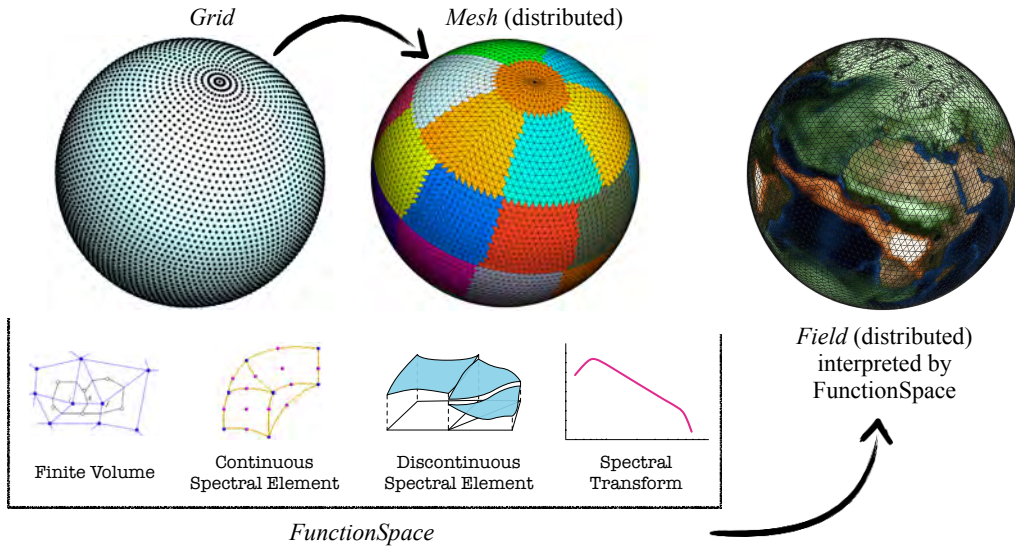 Grid
Mesh (distributed)
Field (distributed)
interpreted by
FunctionSpace
Finite Volume
Continuous
Spectral Element
Discontinuous
Spectral Element
Spectral
Transform
FunctionSpace